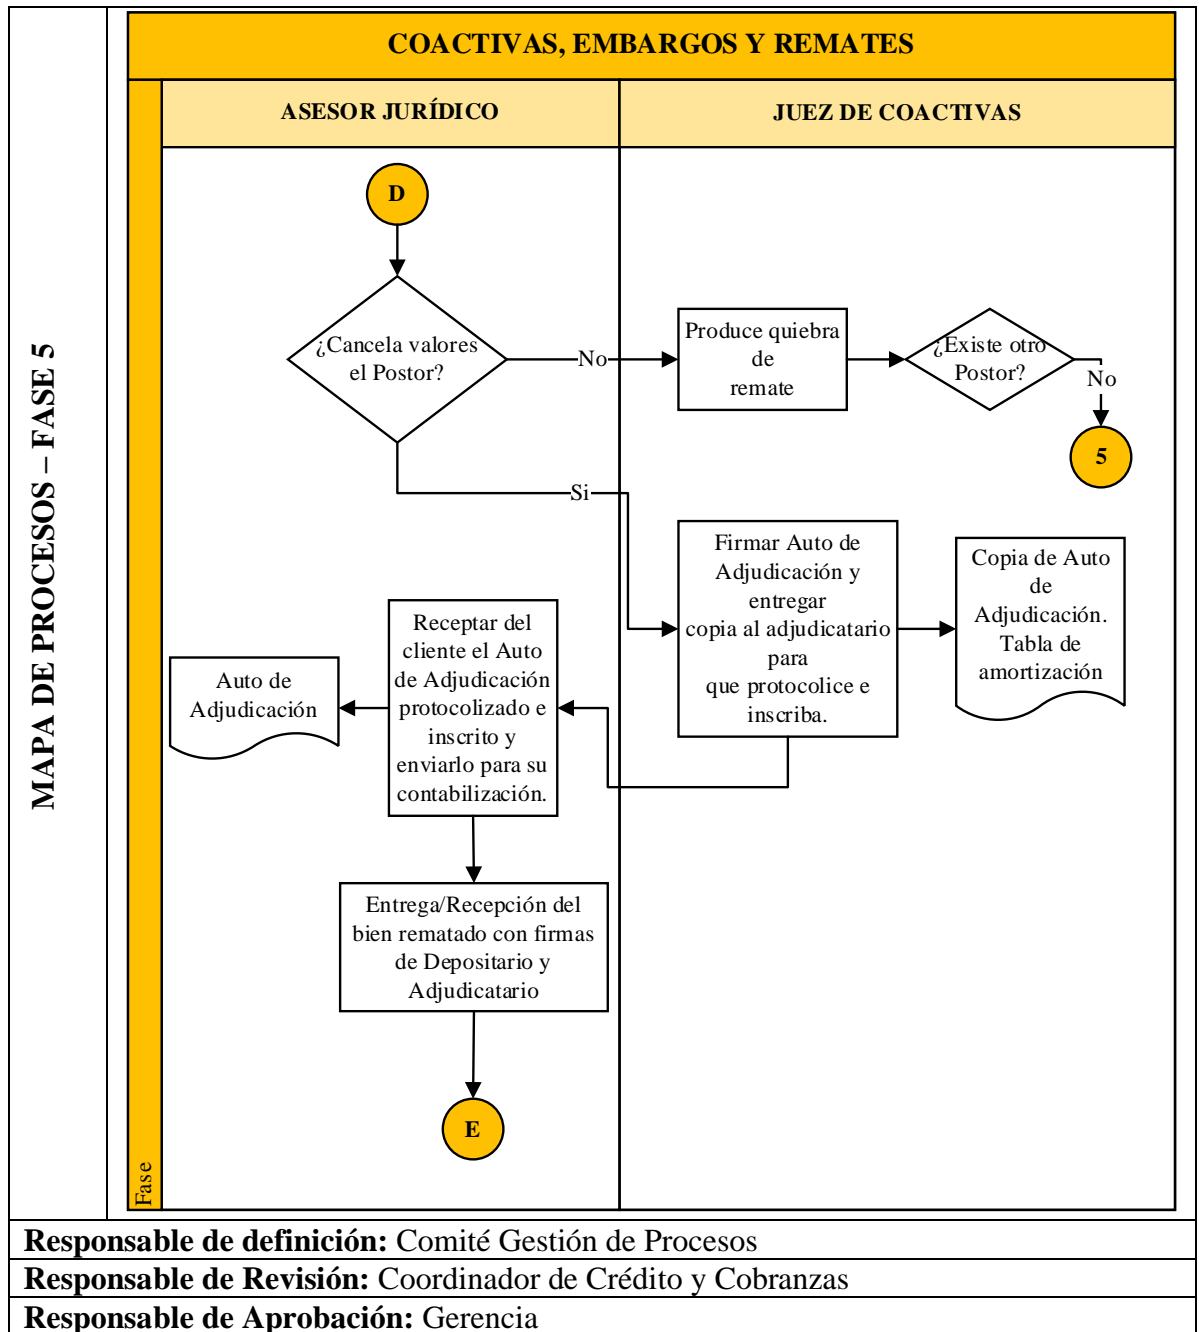 COACTIVAS, EMBARGOS Y REMATES
ASESOR JURÍDICO
JUEZ DE COACTIVAS
MAPA DE PROCESOS – FASE 5
Fase
D
¿Cancela valores
el Postor?
No
Produce quiebra
de
remate
¿Existe otro
Postor?
No
5
Si
Firmar Auto de
Adjudicación y
entregar
copia al adjudicatario
para
que protocolice e
inscriba.
Copia de Auto
de
Adjudicación.
Tabla de
amortización
Receptar del
cliente el Auto
de Adjudicación
protocolizado e
inscrito y
enviarlo para su
contabilización.
Auto de
Adjudicación
Entrega/Recepción del
bien rematado con firmas
de Depositario y
Adjudicatario
E
Responsable de definición: Comité Gestión de Procesos
Responsable de Revisión: Coordinador de Crédito y Cobranzas
Responsable de Aprobación: Gerencia